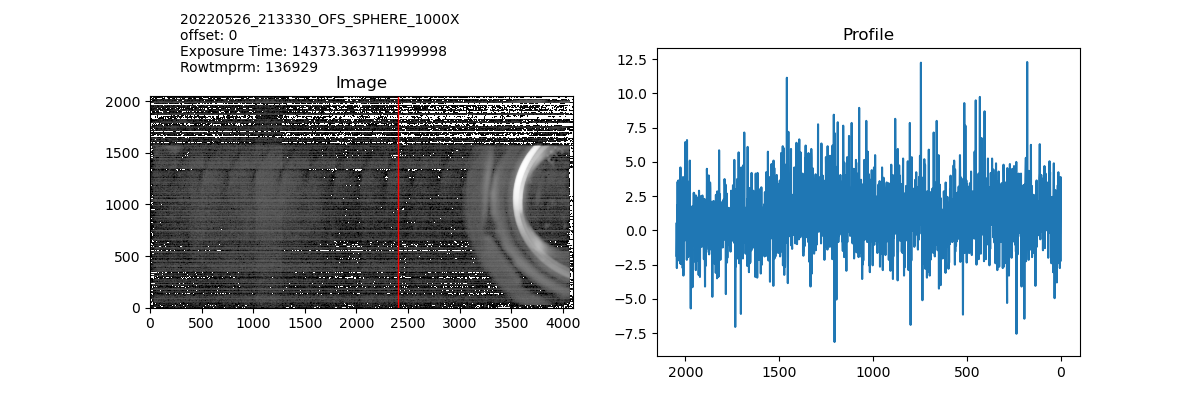 20220526_213330_OFS_SPHERE_1000X
offset: 0
Exposure Time: 14373.363711999998
Rowtmprm: 136929
Image
2000
1500
1000
500
0
0 500 1000 1500 2000 2500 3000 3500 4000
Profile
12.5
10.0
7.5
5.0
2.5
0.0
−2.5
−5.0
−7.5
2000 1500 1000 500 0